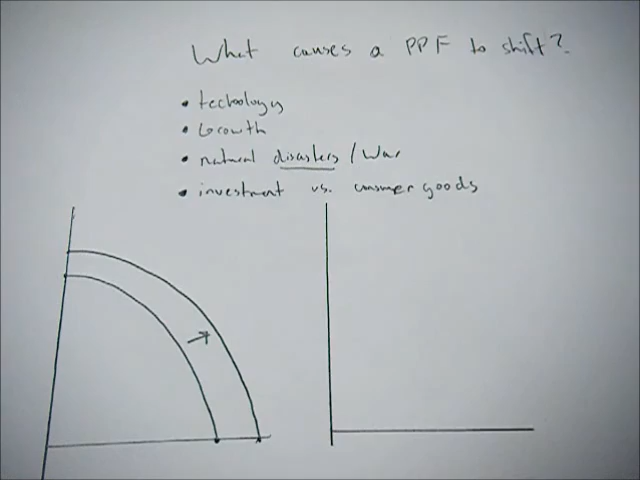 What causes a PPF to shift?
• technology
• Growth
• natural disasters / War
• investment vs. consumer goods